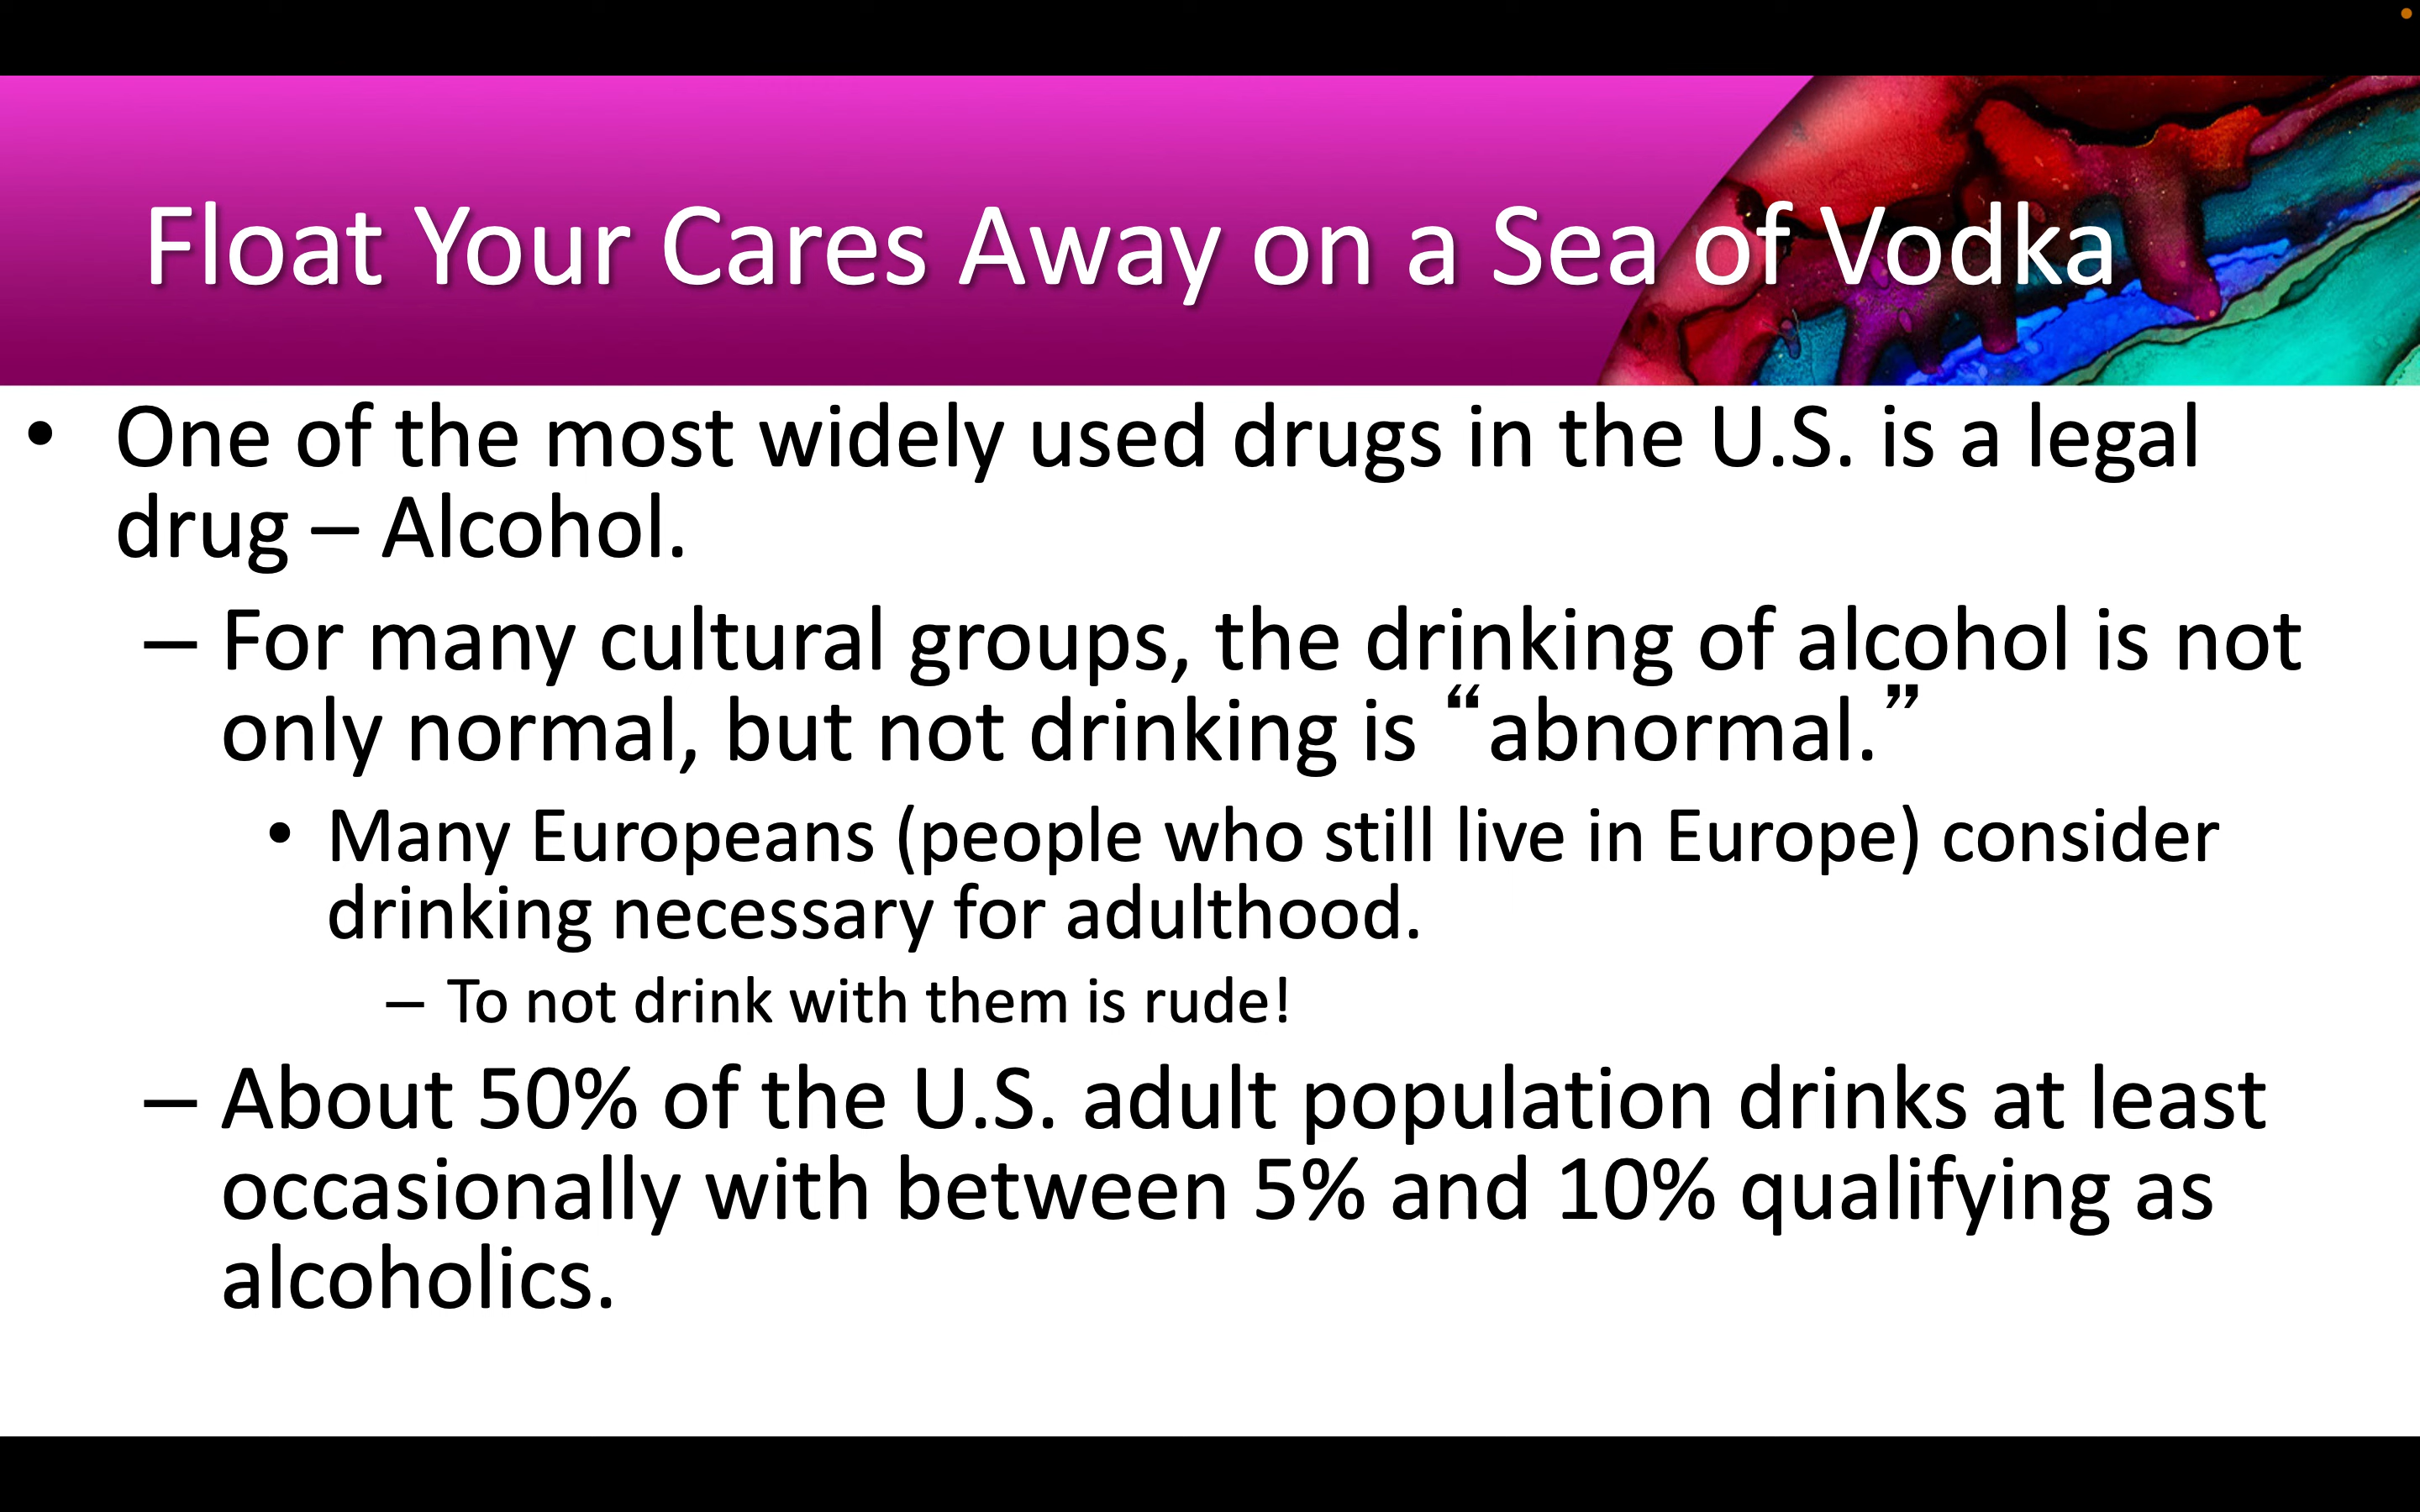 Float Your Cares Away on a Sea of Vodka
• One of the most widely used drugs in the U.S. is a legal
drug – Alcohol.
– For many cultural groups, the drinking of alcohol is not
only normal, but not drinking is “abnormal.”
• Many Europeans (people who still live in Europe) consider
drinking necessary for adulthood.
– To not drink with them is rude!
– About 50% of the U.S. adult population drinks at least
occasionally with between 5% and 10% qualifying as
alcoholics.